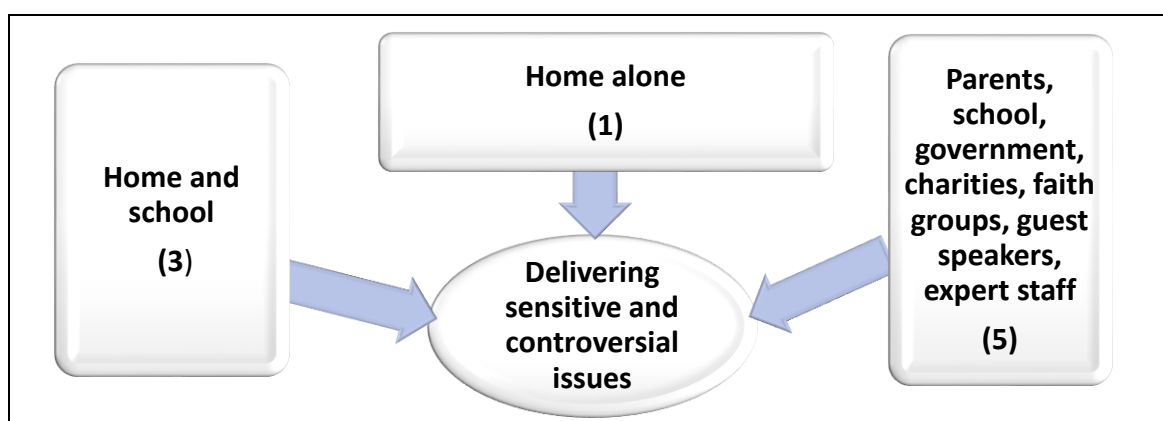 Home and
school
(3)
Home alone
(1)
Parents,
school,
government,
charities, faith
groups, guest
speakers,
expert staff
(5)
Delivering
sensitive and
controversial
issues